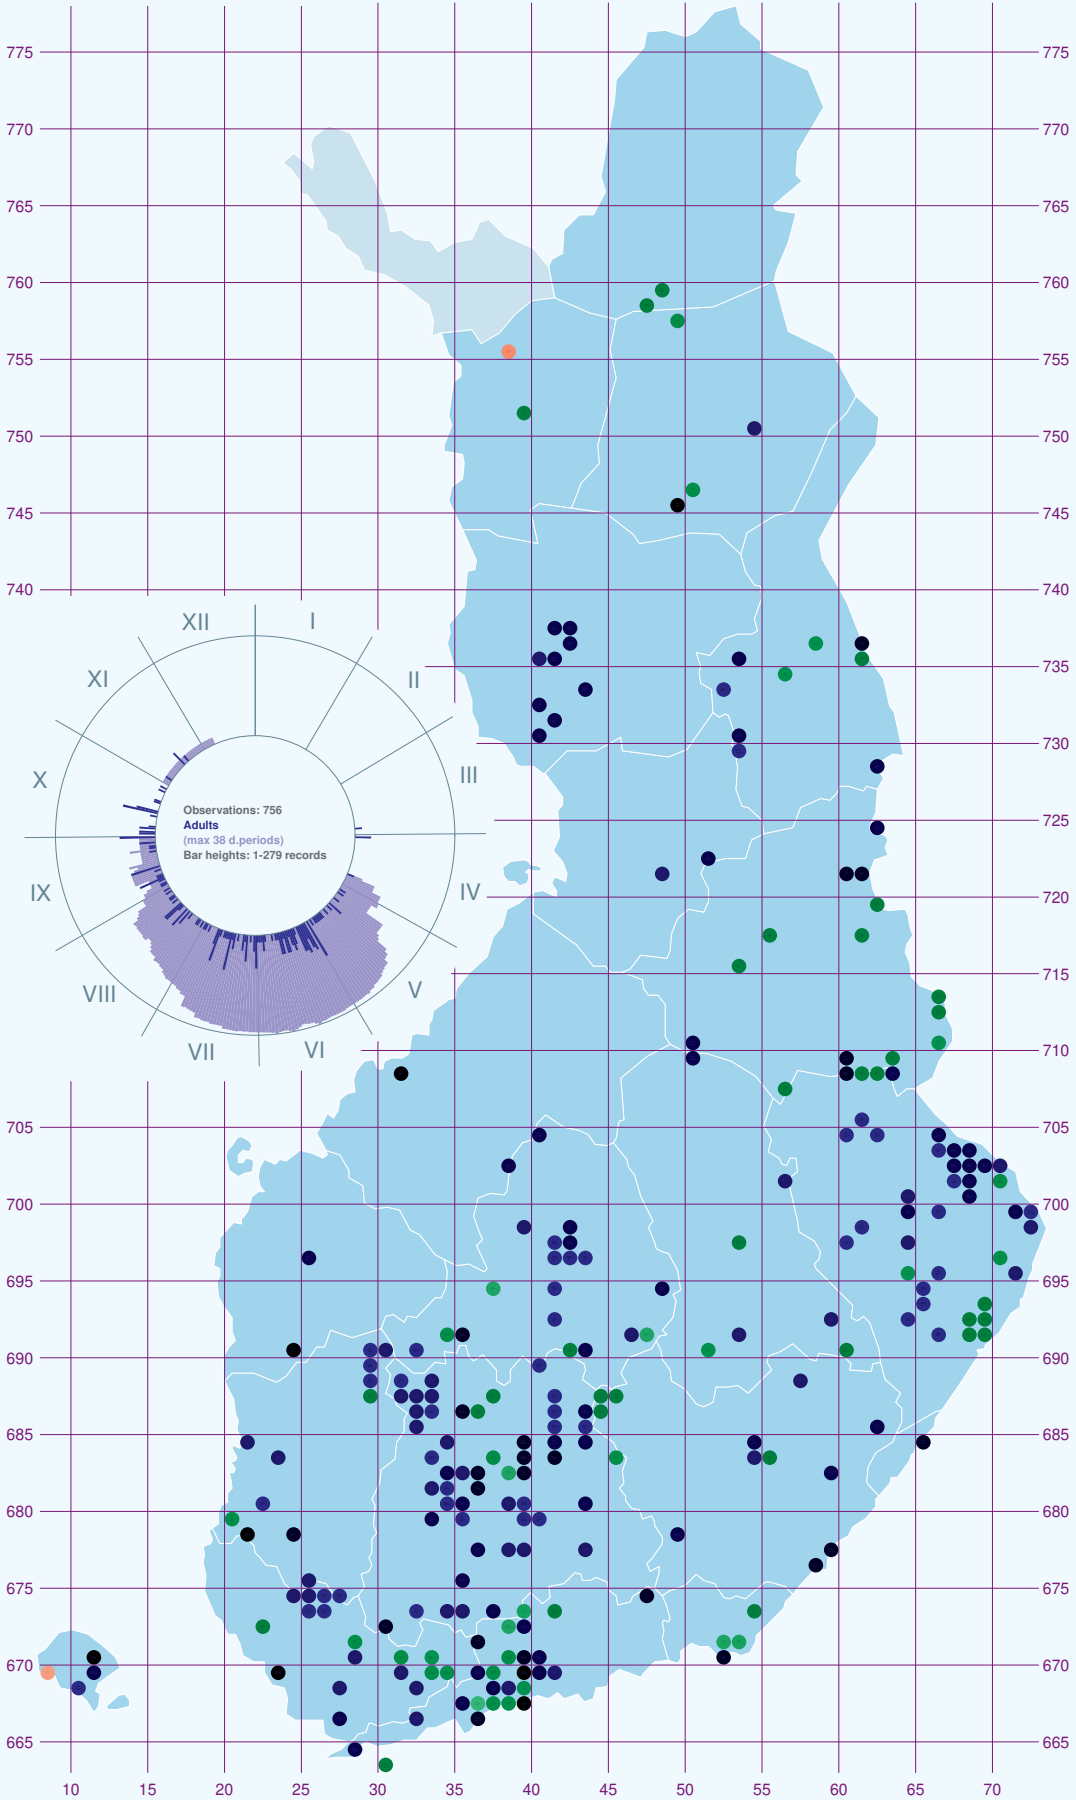 775 775
770 770
765 765
760 760
755 755
750 750
745 745
740 740
XII I
XI II
735 735
730 730
X III
Observations: 756
Adults
(max 38 d.periods)
Bar heights: 1-279 records
725 725
IX IV
720 720
VIII V
715 715
VII VI
710 710
705 705
700 700
695 695
690 690
685 685
680 680
675 675
670 670
665 665
10 15 20 25 30 35 40 45 50 55 60 65 70